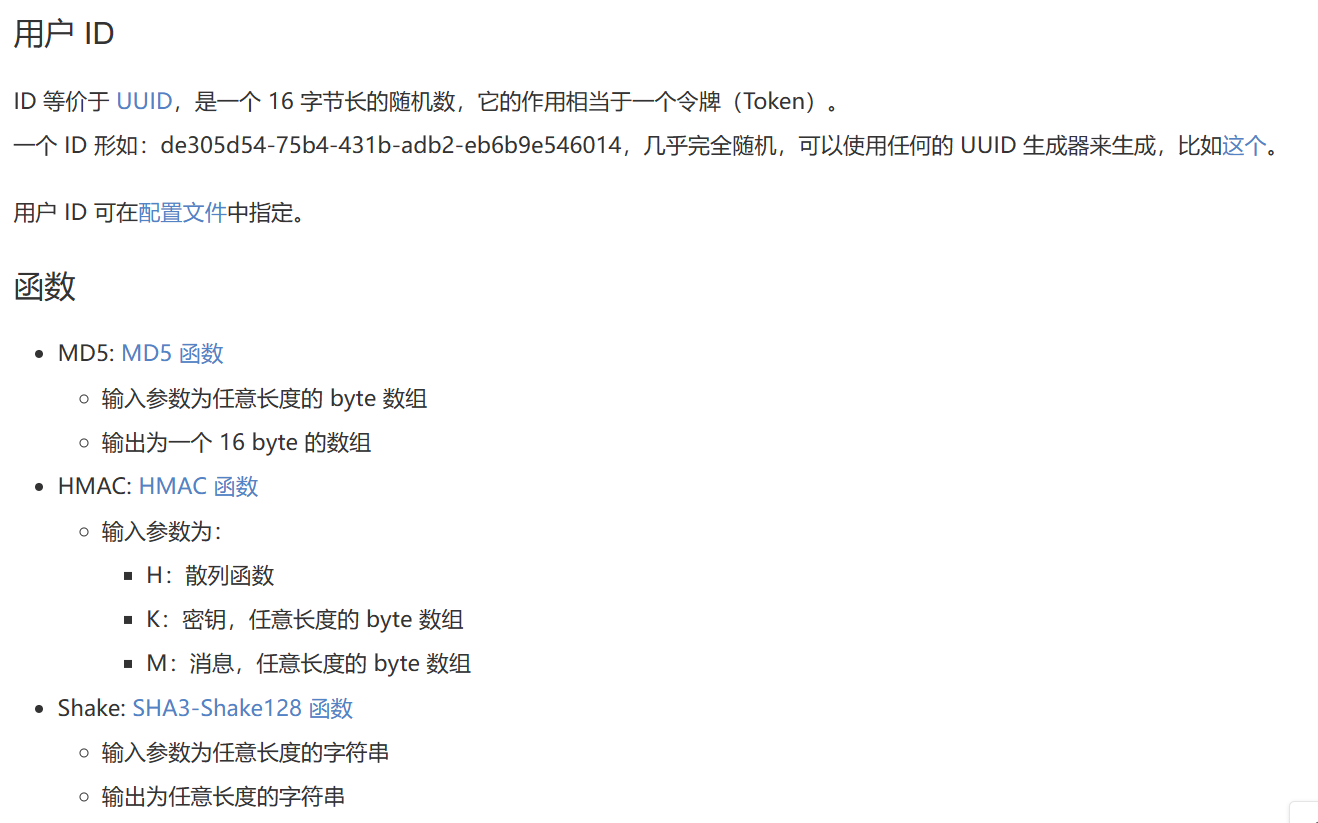 用户 ID
ID 等价于 UUID，是一个 16 字节长的随机数，它的作用相当于一个令牌（Token）。
一个 ID 形如：de305d54-75b4-431b-adb2-eb6b9e546014，几乎完全随机，可以使用任何的 UUID 生成器来生成，比如这个。
用户 ID 可在配置文件中指定。
函数
• MD5: MD5 函数
◦ 输入参数为任意长度的 byte 数组
◦ 输出为一个 16 byte 的数组
• HMAC: HMAC 函数
◦ 输入参数为：
▪ H：散列函数
▪ K：密钥，任意长度的 byte 数组
▪ M：消息，任意长度的 byte 数组
• Shake: SHA3-Shake128 函数
◦ 输入参数为任意长度的字符串
◦ 输出为任意长度的字符串